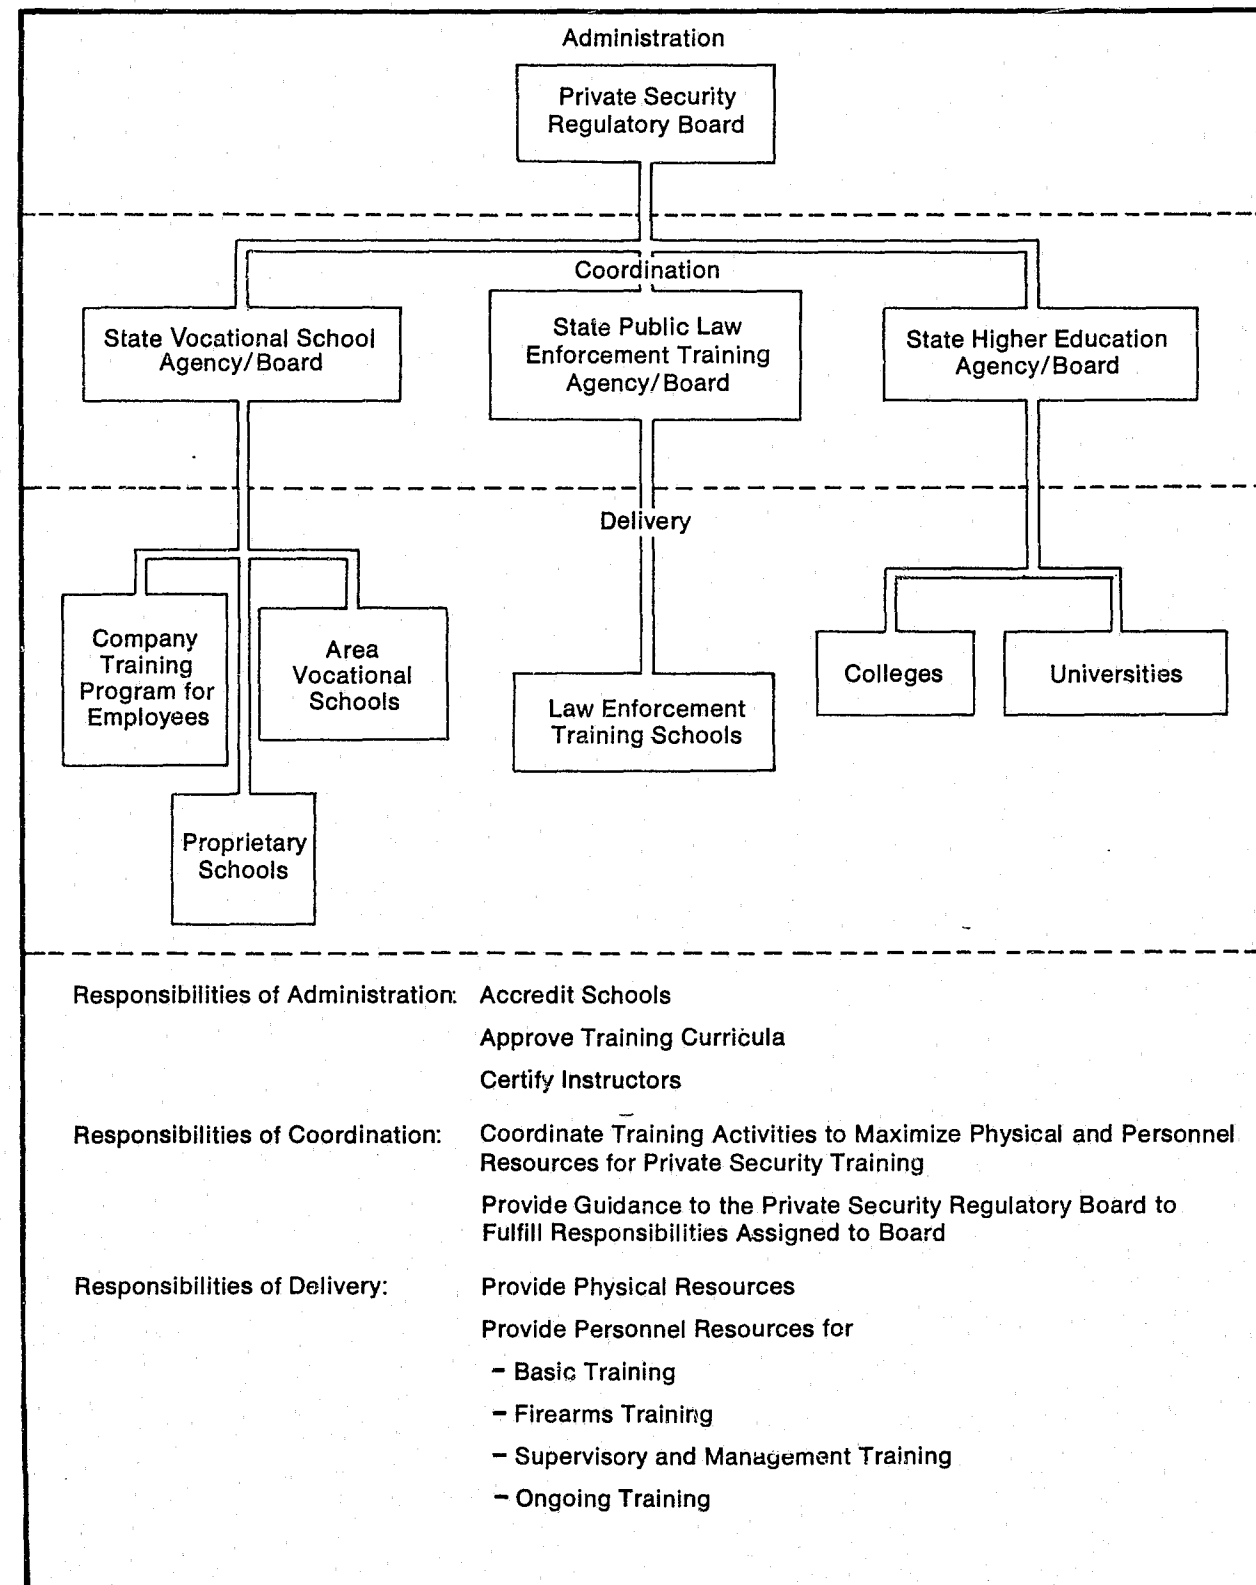 Administration
Private Security
Regulatory Board
Coordination
State Vocational School
Agency/Board
State Public Law
Enforcement Training
Agency/Board
State Higher Education
Agency/Board
Delivery
Company
Training
Program for
Employees
Area
Vocational
Schools
Proprietary
Schools
Law Enforcement
Training Schools
Colleges
Universities
Responsibilities of Administration: Accredit Schools
Approve Training Curricula
Certify Instructors
Responsibilities of Coordination: Coordinate Training Activities to Maximize Physical and Personnel
Resources for Private Security Training
Provide Guidance to the Private Security Regulatory Board to
Fulfill Responsibilities Assigned to Board
Responsibilities of Delivery: Provide Physical Resources
Provide Personnel Resources for
– Basic Training
– Firearms Training
– Supervisory and Management Training
– Ongoing Training